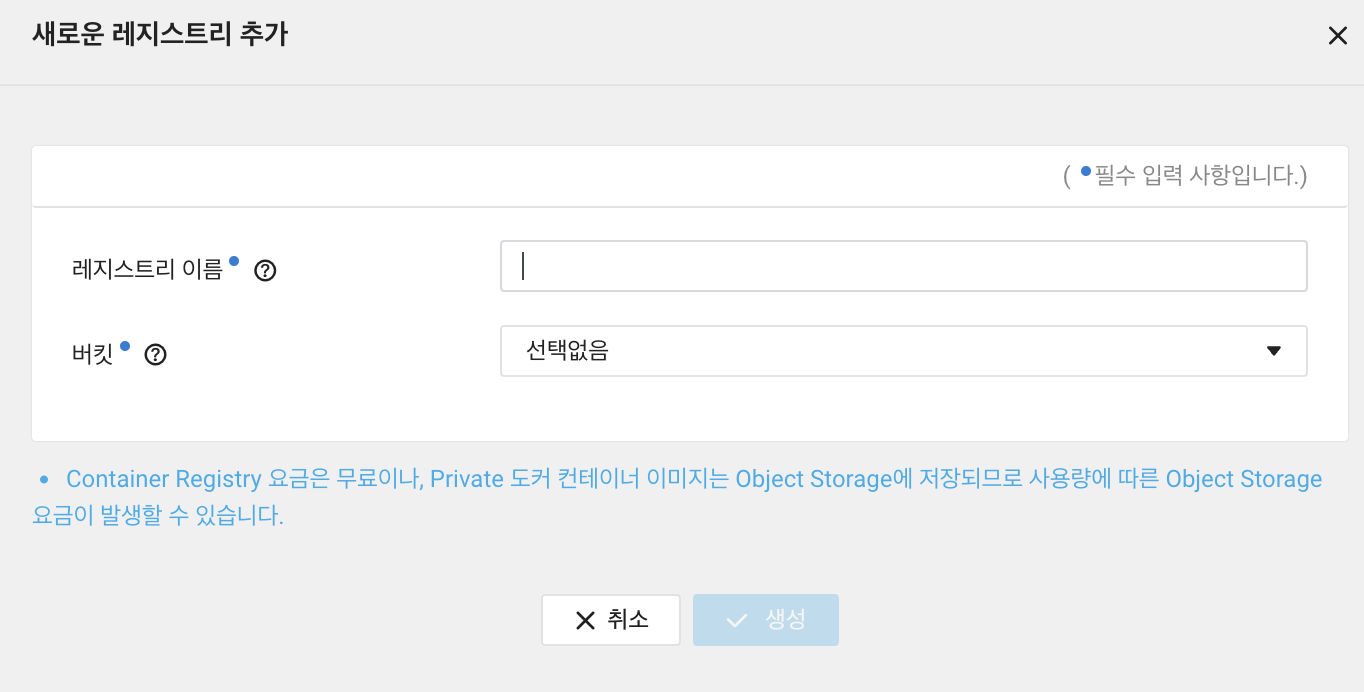 새로운 레지스트리 추가
( •필수 입력 사항입니다.)
레지스트리 이름
버킷
선택없음
• Container Registry 요금은 무료이나, Private 도커 컨테이너 이미지는 Object Storage에 저장되므로 사용량에 따른 Object Storage
요금이 발생할 수 있습니다.
취소
생성